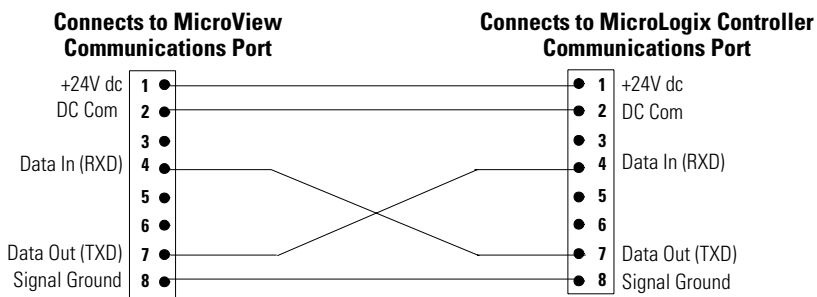 Connects to MicroView
Communications Port
Connects to MicroLogix Controller
Communications Port
+24V dc 1 1 +24V dc
DC Com 2 2 DC Com
3 3
Data In (RXD) 4 4 Data In (RXD)
5 5
6 6
Data Out (TXD) 7 7 Data Out (TXD)
Signal Ground 8 8 Signal Ground